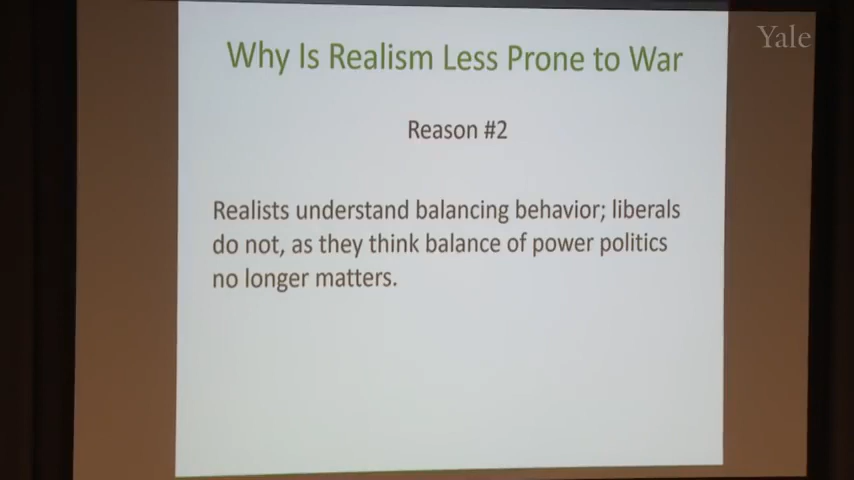 Yale
Why Is Realism Less Prone to War
Reason #2
Realists understand balancing behavior; liberals
do not, as they think balance of power politics
no longer matters.